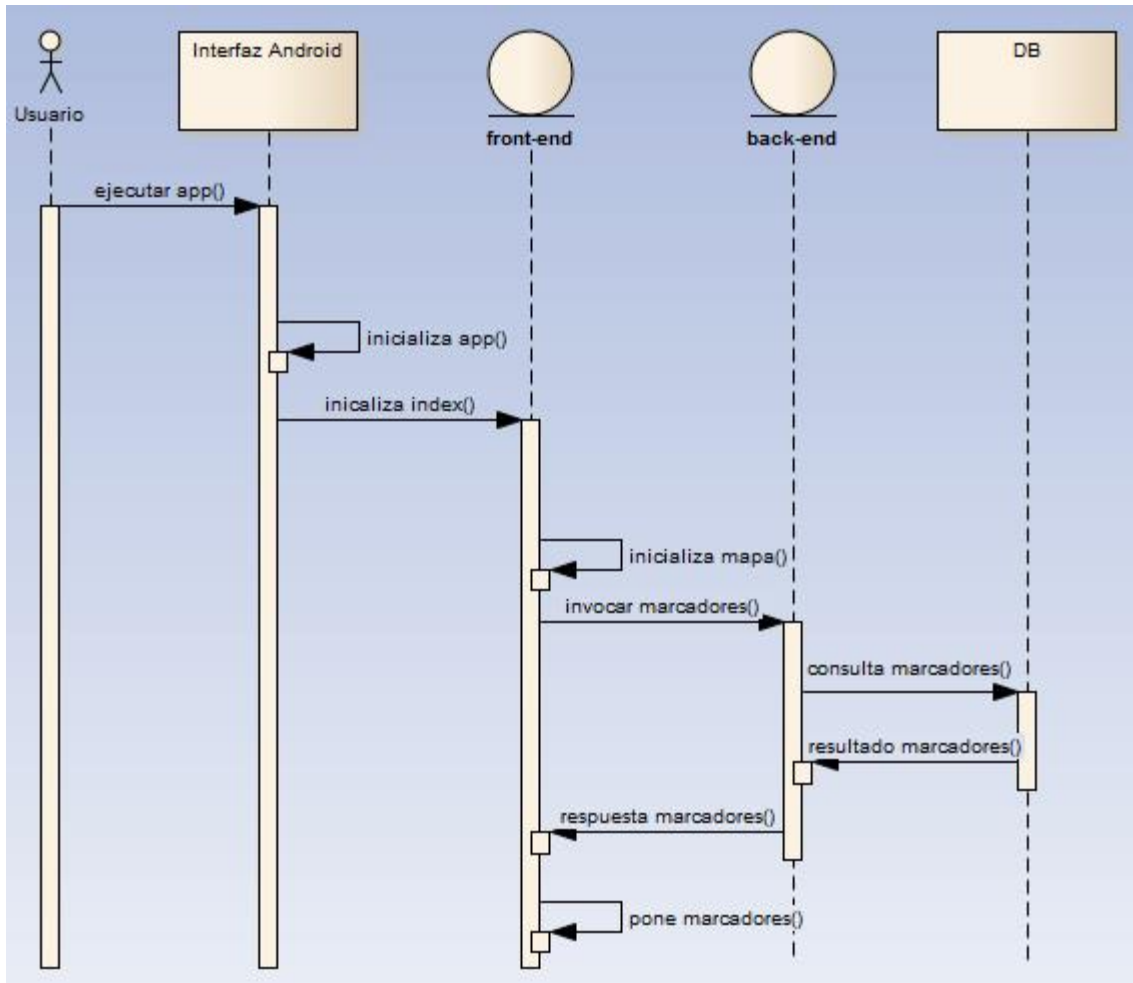 Interfaz Android
DB
Usuario
front-end
back-end
ejecutar app()
inicializa app()
inicaliza index()
inicializa mapa()
invocar marcadores()
consulta marcadores()
resultado marcadores()
respuesta marcadores()
pone marcadores()